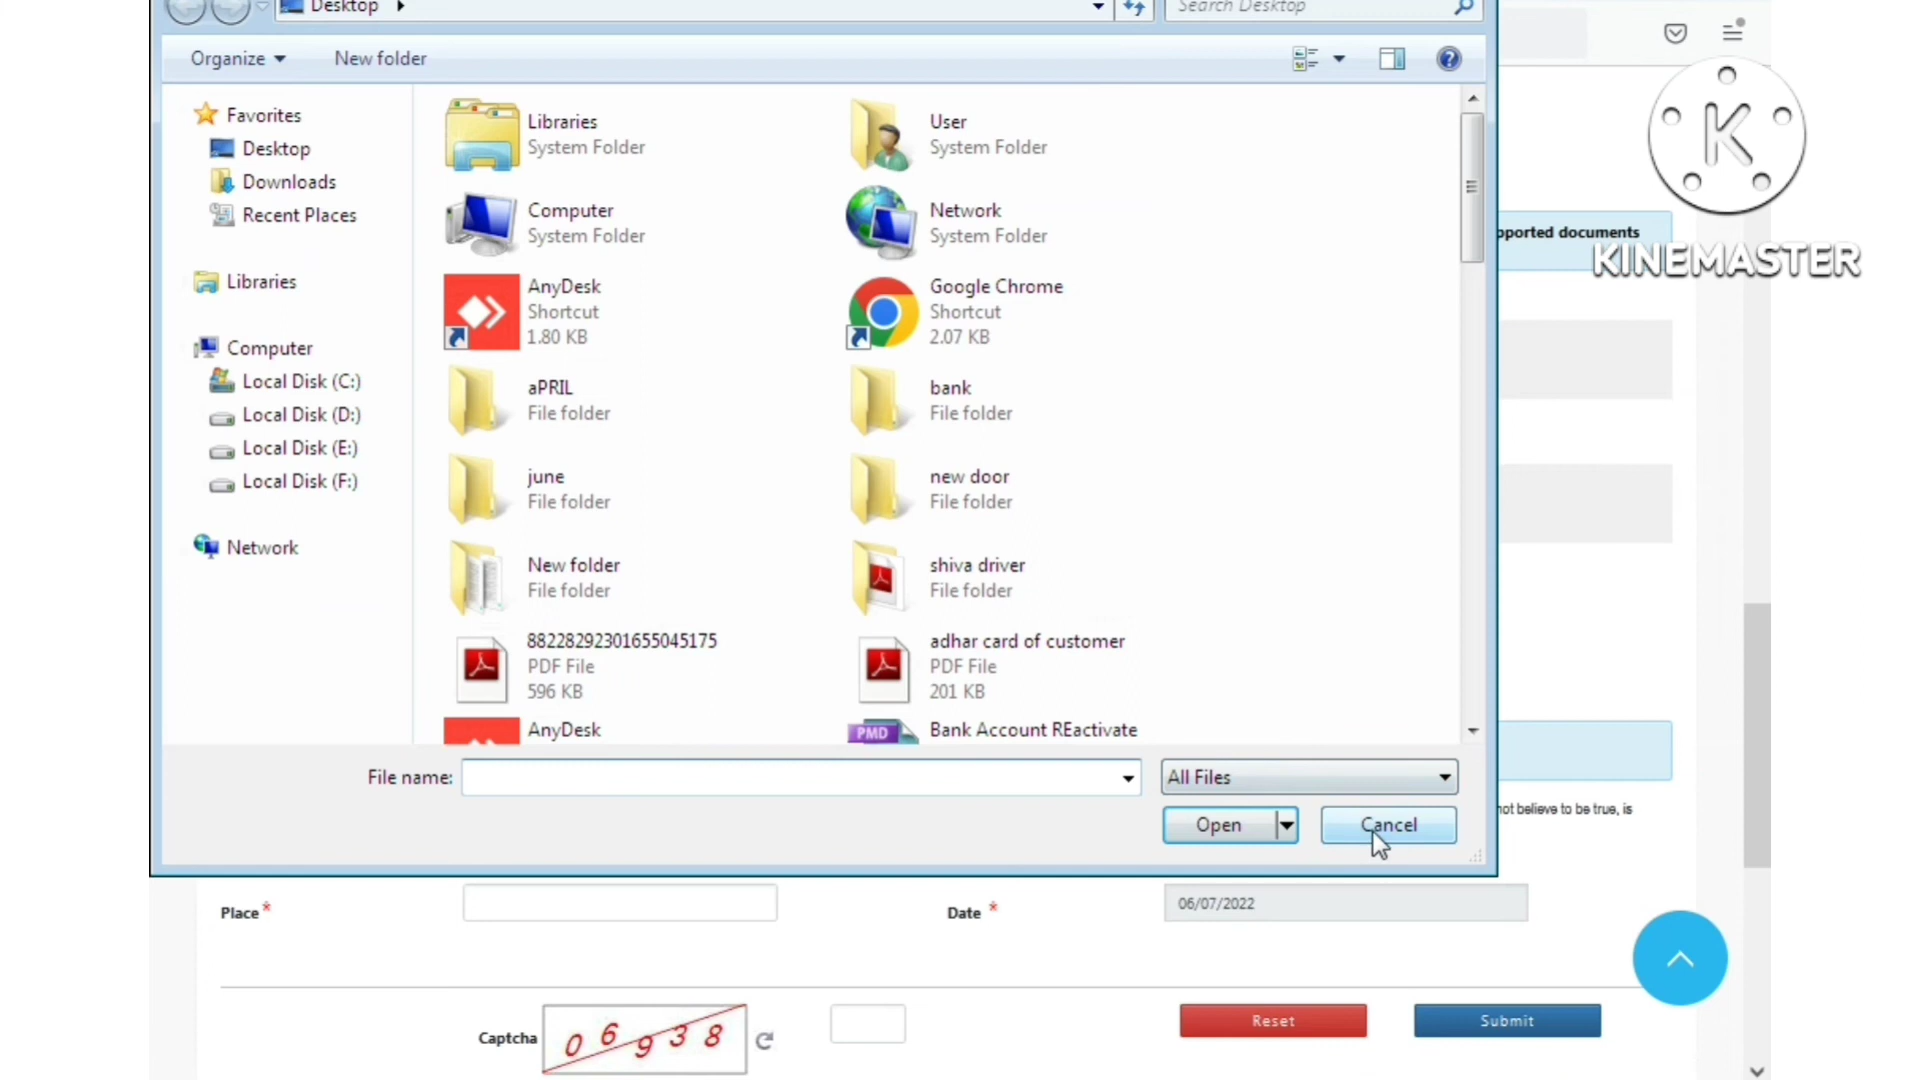 Desktop
Search Desktop
Organize
New folder
Favorites
Desktop
Downloads
Recent Places
Libraries
Computer
Local Disk (C:)
Local Disk (D:)
Local Disk (E:)
Local Disk (F:)
Network
Libraries
System Folder
User
System Folder
Computer
System Folder
Network
System Folder
AnyDesk
Shortcut
1.80 KB
Google Chrome
Shortcut
2.07 KB
aPRIL
File folder
bank
File folder
june
File folder
new door
File folder
New folder
File folder
shiva driver
File folder
88228292301655045175
PDF File
596 KB
adhar card of customer
PDF File
201 KB
AnyDesk
PMD
Bank Account REactivate
File name:
All Files
Open
Cancel
K
KINEMASTER
pported documents
not believe to be true, is
Place *
Date *
06/07/2022
Captcha
06938
Reset
Submit